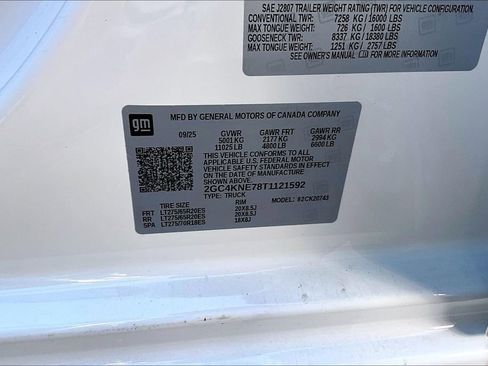 SAE J2807 TRAILER WEIGHT RATING (TWR) FOR VEHICLE CONFIGURATION.
CONVENTIONAL TWR: 7258 KG / 16000 LBS
MAX TONGUE WEIGHT: 726 KG / 1600 LBS
GOOSENECK TWR: 8337 KG / 18380 LBS
MAX TONGUE WEIGHT: 1251 KG / 2757 LBS
SEE OWNER'S MANUAL FOR MORE INFORMATION
gm
MFD BY GENERAL MOTORS OF CANADA COMPANY
09/25 GVWR GAWR FRT GAWR RR
5001 KG 2177 KG 2994 KG
11025 LB 4800 LB 6600 LB
THIS VEHICLE CONFORMS TO ALL
APPLICABLE U.S. FEDERAL MOTOR
VEHICLE SAFETY STANDARDS IN
EFFECT ON THE DATE OF
MANUFACTURE SHOWN ABOVE.
2GC4KNE78T1121592
TYPE: TRUCK
MODEL: 82CK20743
TIRE SIZE RIM
FRT LT275/65R20ES 20X8.5J
RR LT275/65R20ES 20X8.5J
SPA LT275/70R18ES 18X8J